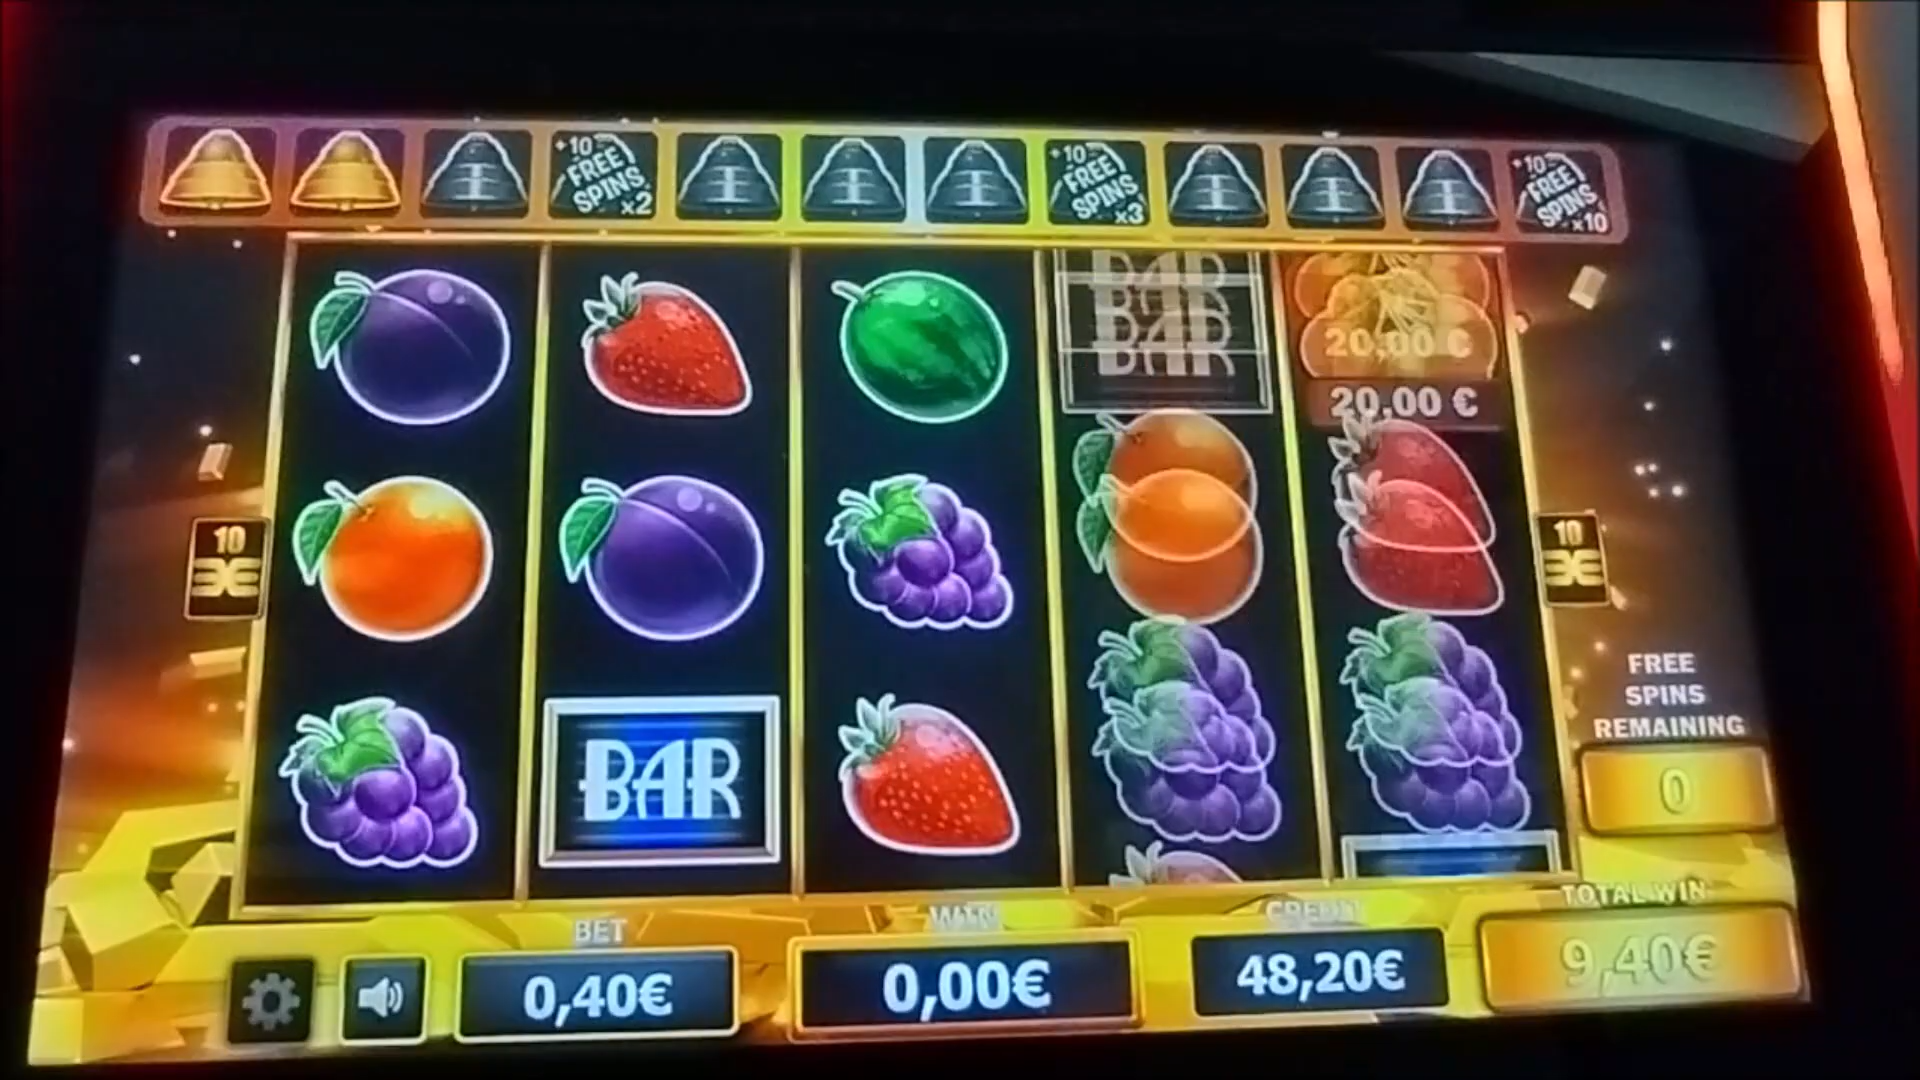 +10 FREE SPINS x2
+10 FREE SPINS x3
+10 FREE SPINS x10
BAR
BAR
BAR
BAR
20,00 €
20,00 €
10
10
BAR
FREE
SPINS
REMAINING
0
BET
CREDIT
TOTAL WIN
0,40€
0,00€
48,20€
9,40€